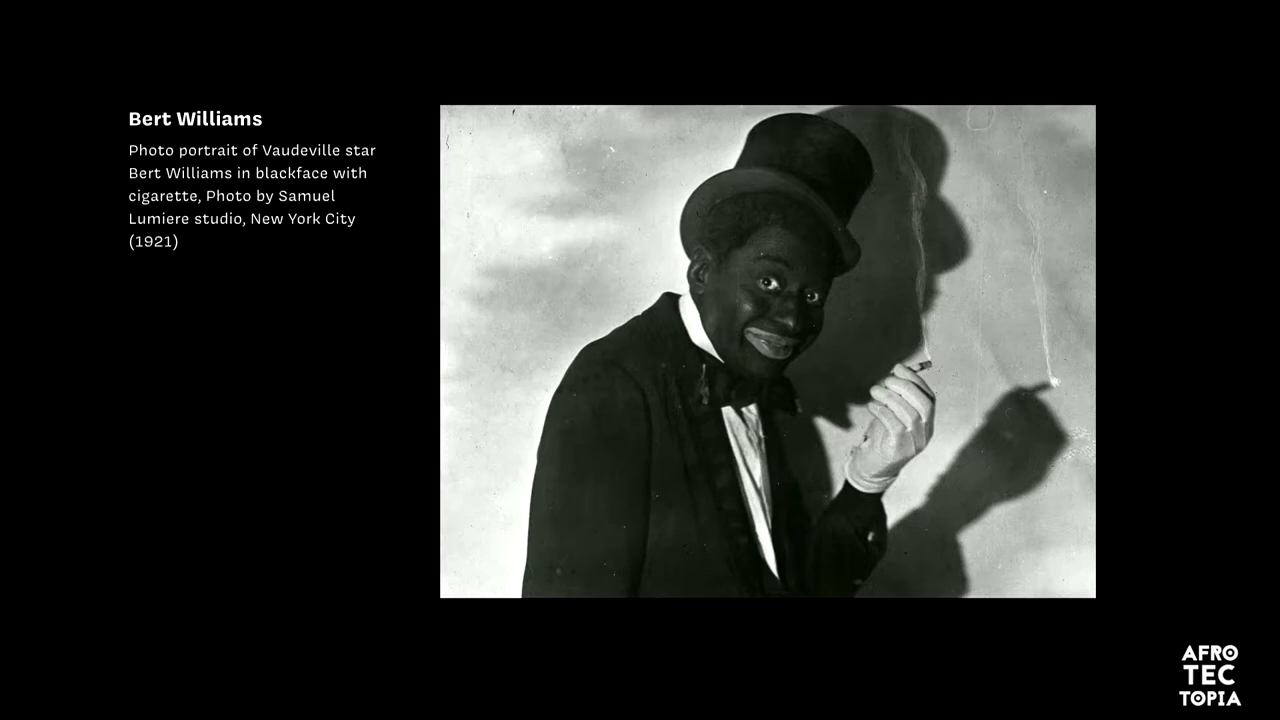 Bert Williams
Photo portrait of Vaudeville star
Bert Williams in blackface with
cigarette, Photo by Samuel
Lumiere studio, New York City
(1921)
AFRO
TEC
TOPIA